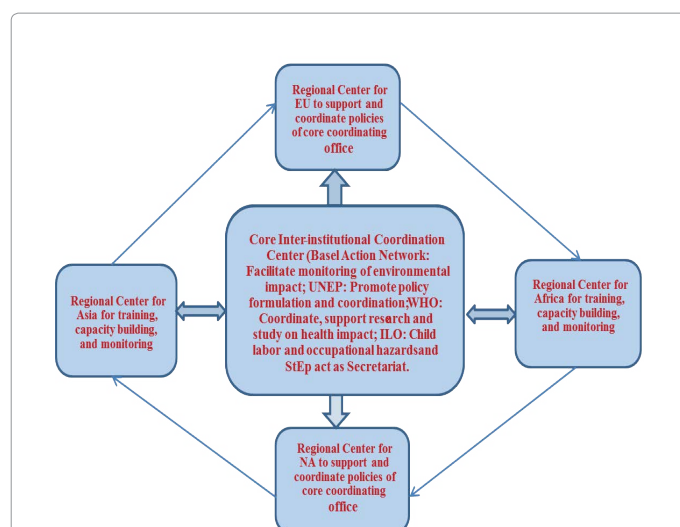 Regional Center for
EU to support and
coordinate policies
of core coordinating
office
Core Inter-institutional Coordination
Center (Basel Action Network:
Facilitate monitoring of environmental
impact; UNEP: Promote policy
formulation and coordination;WHO:
Coordinate, support research and
study on health impact; ILO: Child
labor and occupational hazardsand
StEp act as Secretariat.
Regional Center for
Asia for training,
capacity building,
and monitoring
Regional Center for
Africa for training,
capacity building,
and monitoring
Regional Center for
NA to support and
coordinate policies of
core coordinating
office